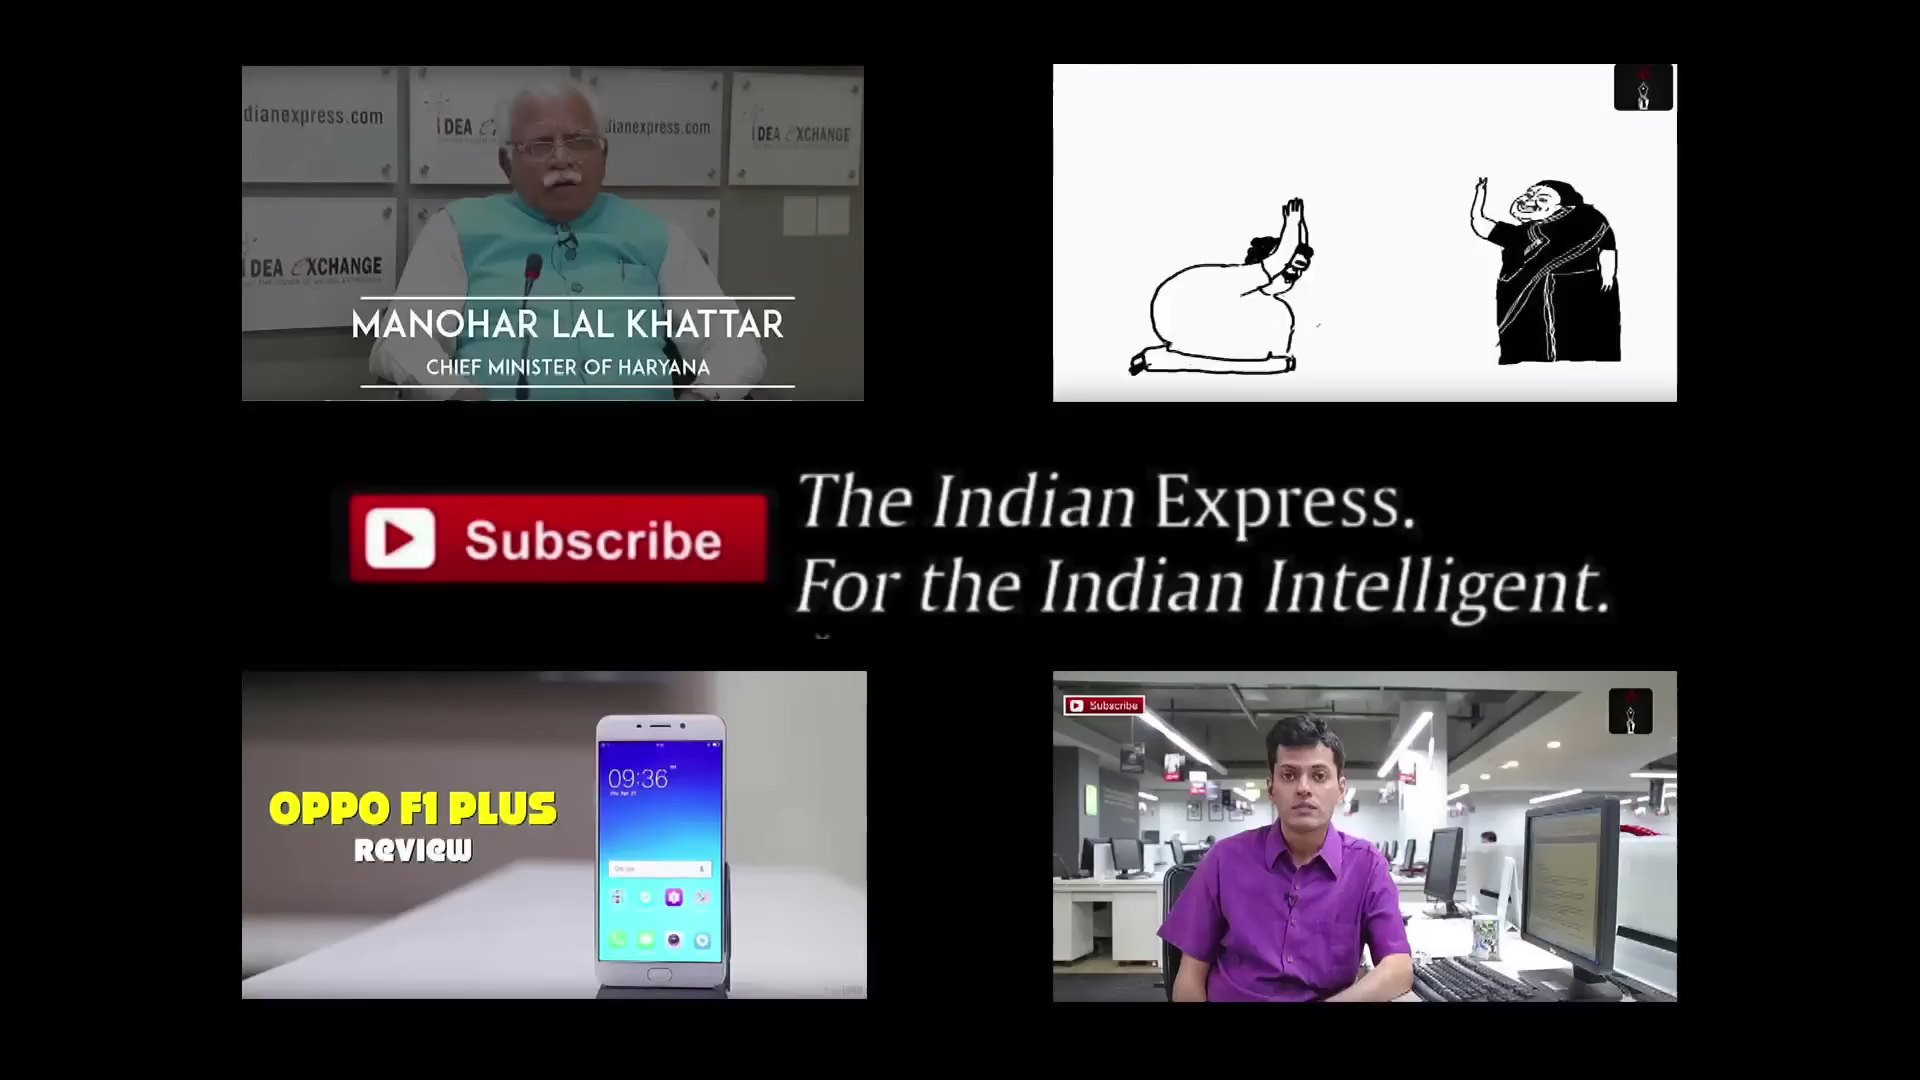 dianexpress.com
IDEA EXCHANGE
dianexpress.com
IDEA EXCHANGE
IDEA EXCHANGE
MANOHAR LAL KHATTAR
CHIEF MINISTER OF HARYANA
Subscribe
The Indian Express.
For the Indian Intelligent.
OPPO F1 PLUS
REVIEW
09:36
Subscribe